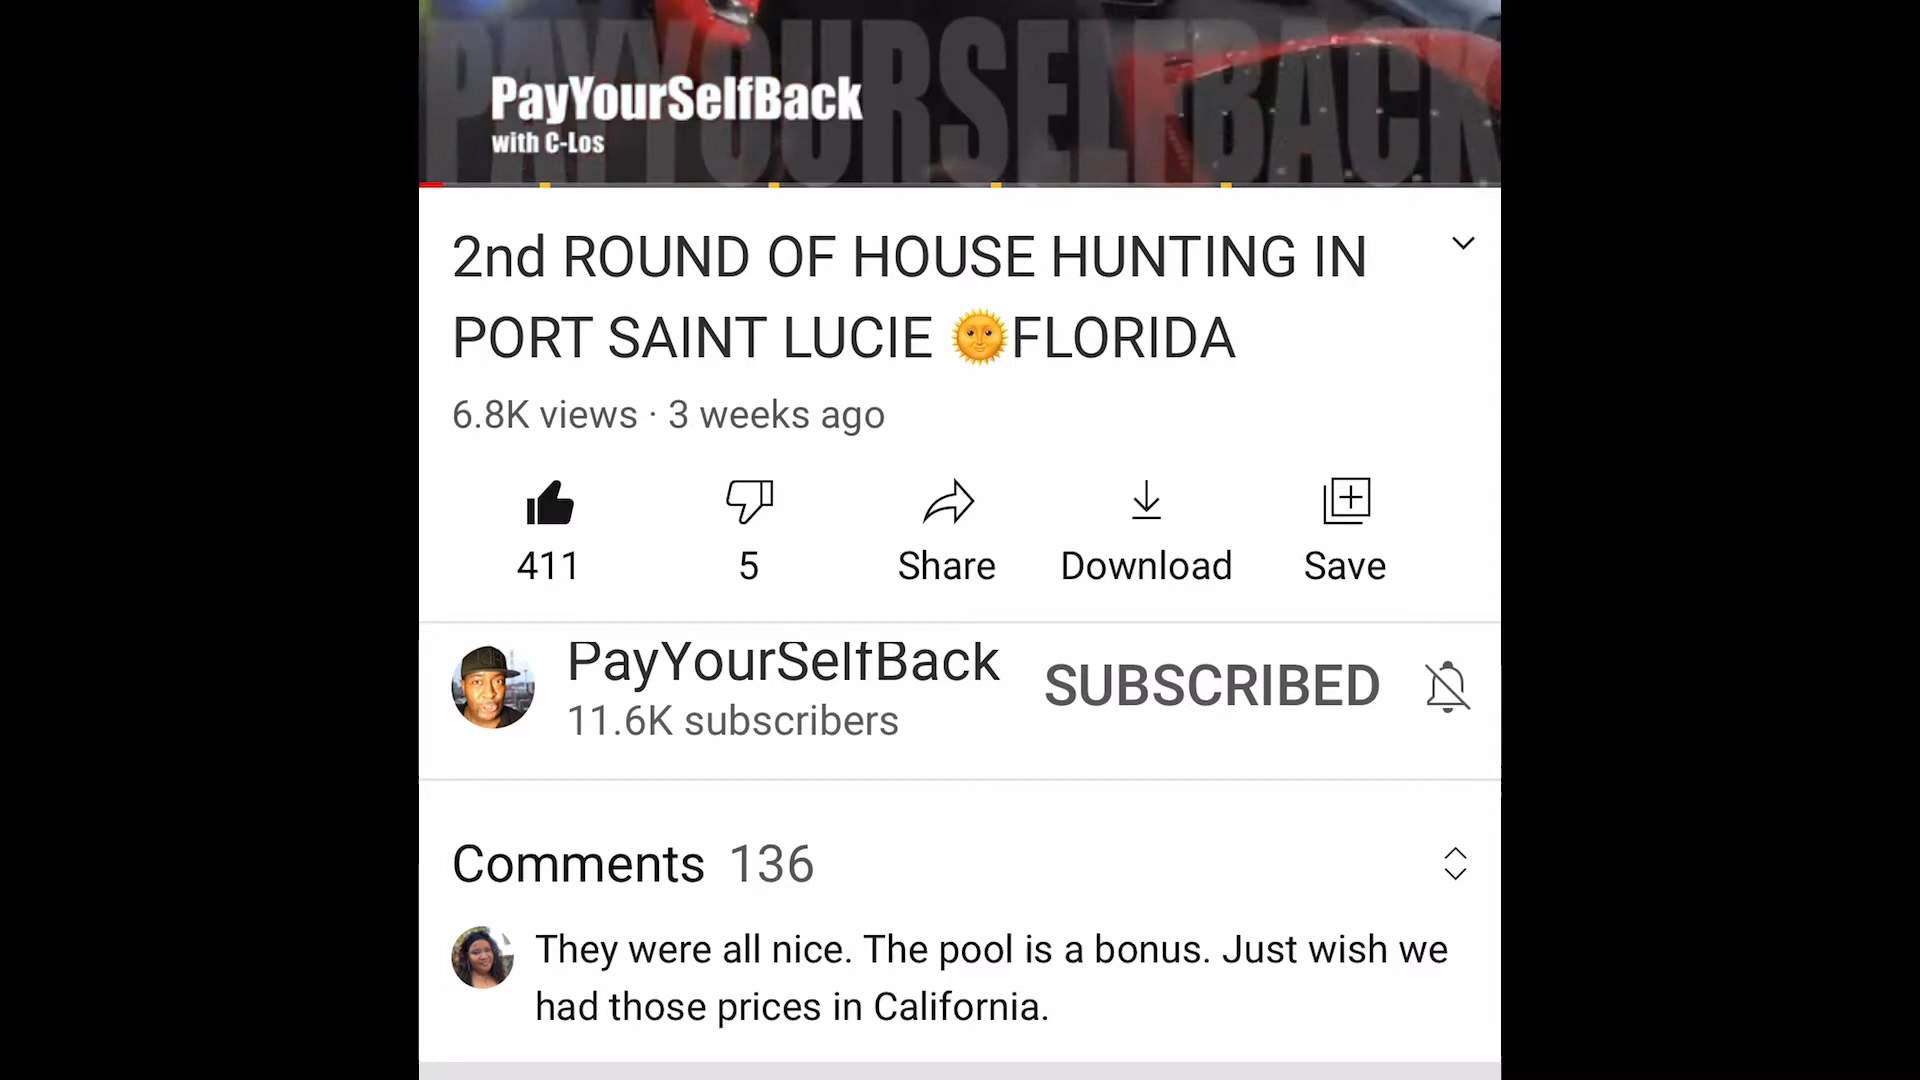 PAYYOURSELFBACK
PayYourSelfBack
with C-Los
2nd ROUND OF HOUSE HUNTING IN
PORT SAINT LUCIE 🌞FLORIDA
6.8K views · 3 weeks ago
411
5
Share
Download
Save
PayYourSelfBack
SUBSCRIBED
11.6K subscribers
Comments 136
They were all nice. The pool is a bonus. Just wish we
had those prices in California.